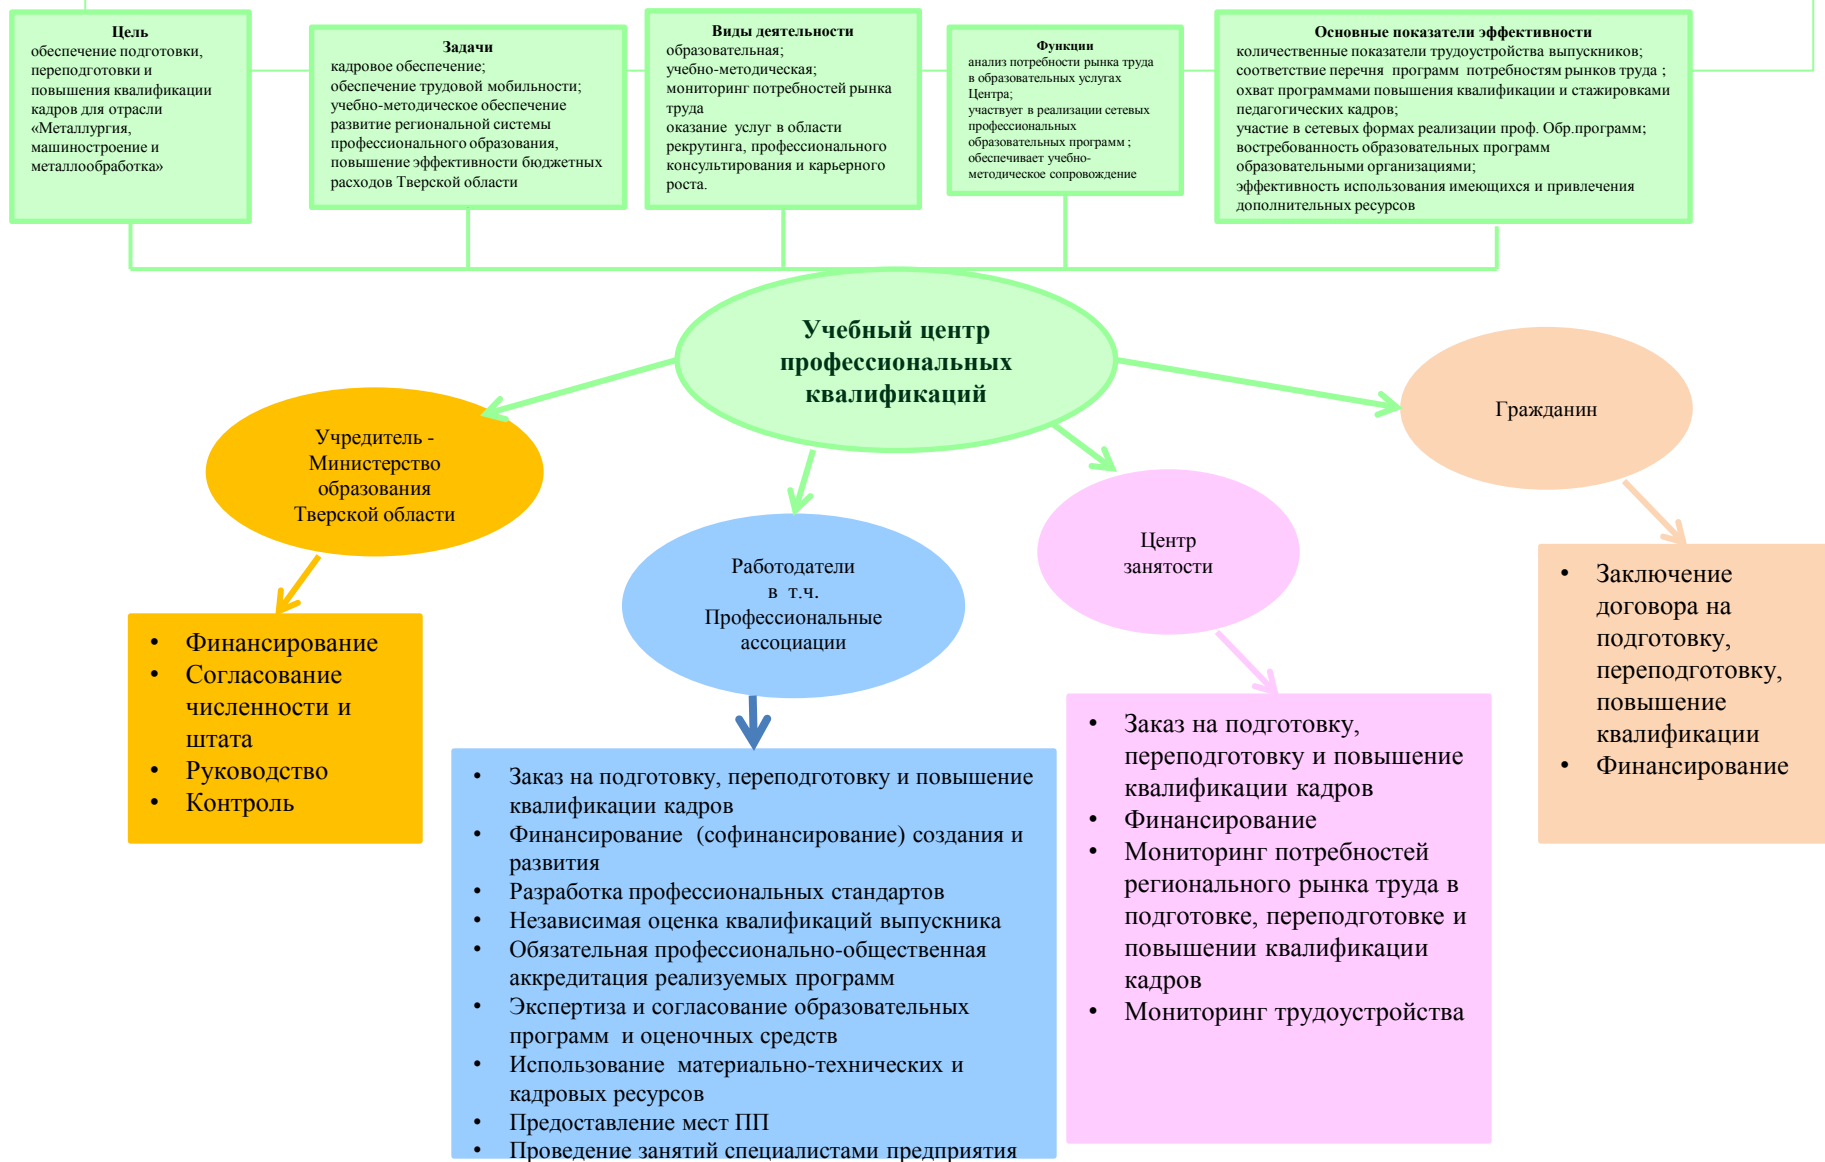 Цель
обеспечение подготовки,
переподготовки и
повышения квалификации
кадров для отрасли
«Металлургия,
машиностроение и
металлообработка»
Задачи
кадровое обеспечение;
обеспечение трудовой мобильности;
учебно-методическое обеспечение
развитие региональной системы
профессионального образования,
повышение эффективности бюджетных
расходов Тверской области
Виды деятельности
образовательная;
учебно-методическая;
мониторинг потребностей рынка
труда
оказание услуг в области
рекрутинга, профессионального
консультирования и карьерного
роста.
Функции
анализ потребности рынка труда
в образовательных услугах
Центра;
участвует в реализации сетевых
профессиональных
образовательных программ ;
обеспечивает учебно-
методическое сопровождение
Основные показатели эффективности
количественные показатели трудоустройства выпускников;
соответствие перечня программ потребностям рынков труда ;
охват программами повышения квалификации и стажировками
педагогических кадров;
участие в сетевых формах реализации проф. Обр.программ;
востребованность образовательных программ
образовательными организациями;
эффективность использования имеющихся и привлечения
дополнительных ресурсов
Учебный центр
профессиональных
квалификаций
Учредитель -
Министерство
образования
Тверской области
Работодатели
в т.ч.
Профессиональные
ассоциации
Центр
занятости
Гражданин
• Финансирование
• Согласование
численности и
штата
• Руководство
• Контроль
• Заказ на подготовку, переподготовку и повышение
квалификации кадров
• Финансирование (софинансирование) создания и
развития
• Разработка профессиональных стандартов
• Независимая оценка квалификаций выпускника
• Обязательная профессионально-общественная
аккредитация реализуемых программ
• Экспертиза и согласование образовательных
программ и оценочных средств
• Использование материально-технических и
кадровых ресурсов
• Предоставление мест ПП
• Проведение занятий специалистами предприятия
• Заказ на подготовку,
переподготовку и повышение
квалификации кадров
• Финансирование
• Мониторинг потребностей
регионального рынка труда в
подготовке, переподготовке и
повышении квалификации
кадров
• Мониторинг трудоустройства
• Заключение
договора на
подготовку,
переподготовку,
повышение
квалификации
• Финансирование